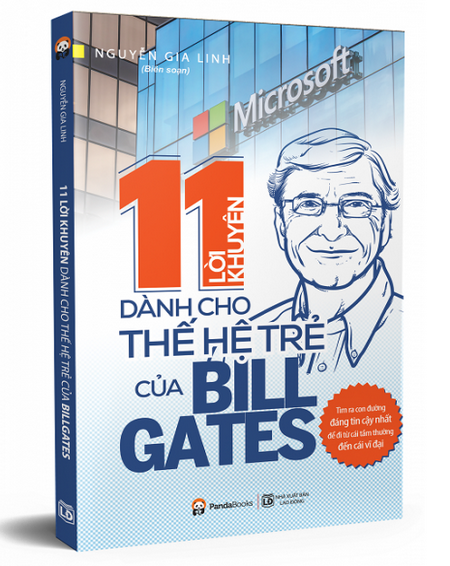 NGUYỄN GIA LINH
(Biên soạn)
Microsoft
11
LỜI
KHUYÊN
DÀNH CHO
THẾ HỆ TRẺ
CỦA BILL
GATES
Tìm ra con đường
đáng tin cậy nhất
để đi từ cái tầm thường
đến cái vĩ đại
PandaBooks
LĐ
NHÀ XUẤT BẢN
LAO ĐỘNG
NGUYỄN GIA LINH
11 LỜI KHUYÊN DÀNH CHO THẾ HỆ TRẺ CỦA BILLGATES
LĐ